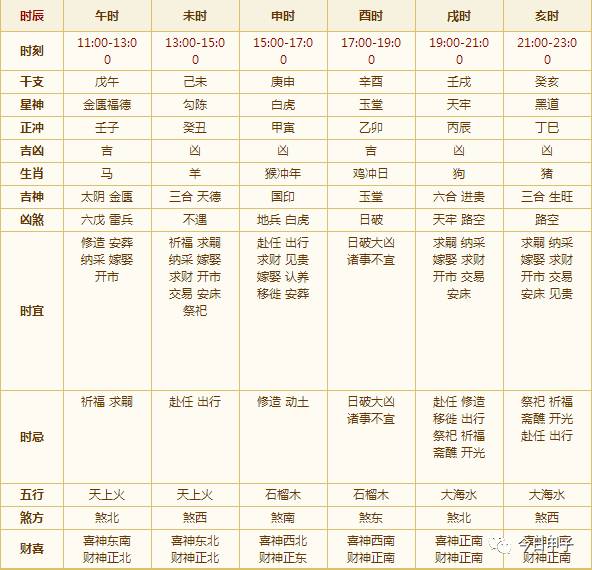 时辰 午时 未时 申时 酉时 戌时 亥时
时刻 11:00-13:00 13:00-15:00 15:00-17:00 17:00-19:00 19:00-21:00 21:00-23:00
干支 戊午 己未 庚申 辛酉 壬戌 癸亥
星神 金匮福德 勾陈 白虎 玉堂 天牢 黑道
正冲 壬子 癸丑 甲寅 乙卯 丙辰 丁巳
吉凶 吉 凶 凶 吉 凶 凶
生肖 马 羊 猴冲年 鸡冲日 狗 猪
吉神 太阴 金匮 三合 天德 国印 玉堂 六合 进贵 三合 生旺
凶煞 六戊 雷兵 不遇 地兵 白虎 日破 天牢 路空 路空
时宜
修造 安葬
纳采 嫁娶
开市
祈福 求嗣
纳采 嫁娶
求财 开市
交易 安床
祭祀
赴任 出行
求财 见贵
嫁娶 认养
移徙 安葬
日破大凶
诸事不宜
求嗣 纳采
嫁娶 求财
开市 交易
安床
求嗣 纳采
嫁娶 求财
开市 交易
安床 见贵
时忌
祈福 求嗣
赴任 出行
修造 动土
日破大凶
诸事不宜
赴任 修造
移徙 出行
祭祀 祈福
斋醮 开光
祭祀 祈福
斋醮 开光
赴任 出行
五行 天上火 天上火 石榴木 石榴木 大海水 大海水
煞方 煞北 煞西 煞南 煞东 煞北 煞西
财喜
喜神东南
财神正北
喜神东北
财神正北
喜神西北
财神正东
喜神西南
财神正南
喜神正南
财神正南
喜神东南
财神正南
今日甲子